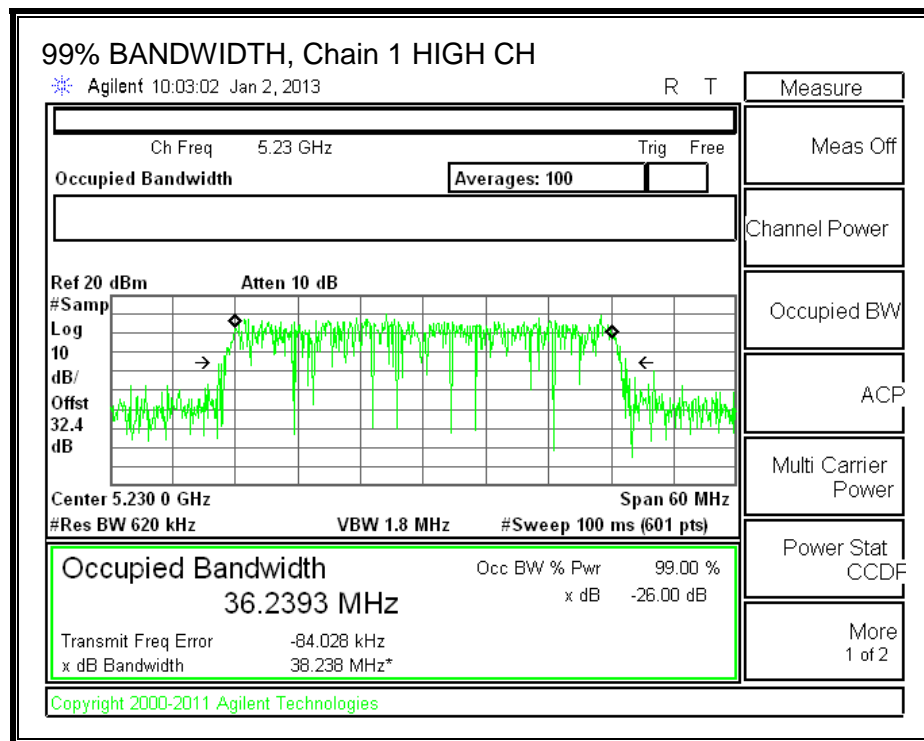 99% BANDWIDTH, Chain 1 HIGH CH
Agilent 10:03:02 Jan 2, 2013 R T
Measure
Ch Freq 5.23 GHz Trig Free
Occupied Bandwidth Averages: 100
Ref 20 dBm Atten 10 dB
#Samp
Log
10
dB/
Offst
32.4
dB
Center 5.230 0 GHz Span 60 MHz
#Res BW 620 kHz VBW 1.8 MHz #Sweep 100 ms (601 pts)
Occupied Bandwidth Occ BW % Pwr 99.00 %
36.2393 MHz x dB -26.00 dB
Transmit Freq Error -84.028 kHz
x dB Bandwidth 38.238 MHz*
Meas Off
Channel Power
Occupied BW
ACP
Multi Carrier
Power
Power Stat
CCDF
More
1 of 2
Copyright 2000-2011 Agilent Technologies